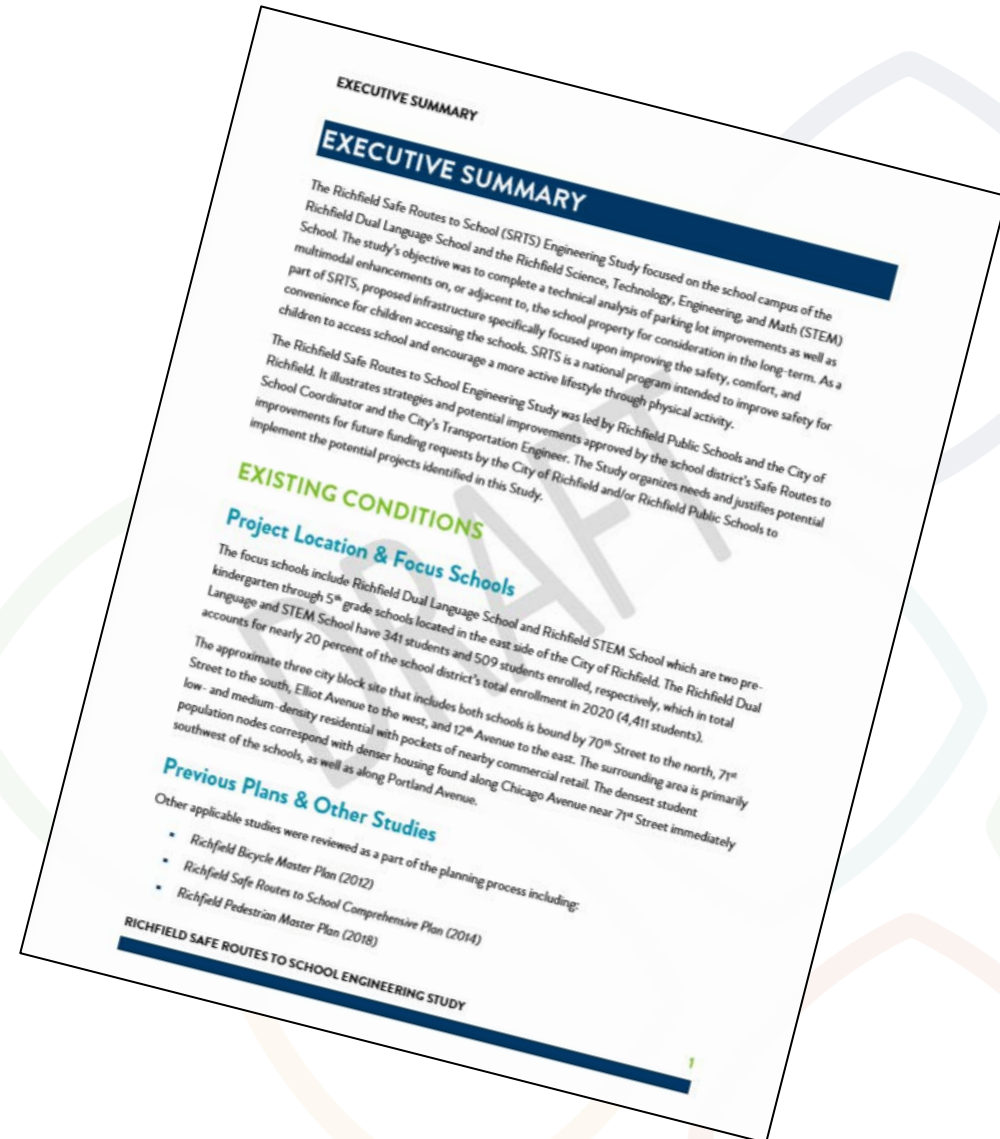 EXECUTIVE SUMMARY
EXECUTIVE SUMMARY
The Richfield Safe Routes to School (SRTS) Engineering Study focused on the school campus of the
Richfield Dual Language School and the Richfield Science, Technology, Engineering, and Math (STEM)
School. The study's objective was to complete a technical analysis of parking lot improvements as well as
multimodal enhancements on, or adjacent to, the school property for consideration in the long-term. As a
part of SRTS, proposed infrastructure specifically focused upon improving the safety, comfort, and
convenience for children accessing the schools. SRTS is a national program intended to improve safety for
children to access school and encourage a more active lifestyle through physical activity.
The Richfield Safe Routes to School Engineering Study was led by Richfield Public Schools and the City of
Richfield. It illustrates strategies and potential improvements approved by the school district's Safe Routes to
School Coordinator and the City's Transportation Engineer. The Study organizes needs and justifies potential
improvements for future funding requests by the City of Richfield and/or Richfield Public Schools to
implement the potential projects identified in this Study.
EXISTING CONDITIONS
Project Location & Focus Schools
The focus schools include Richfield Dual Language School and Richfield STEM School which are two pre-
kindergarten through 5th grade schools located in the east side of the City of Richfield. The Richfield Dual
Language and STEM School have 341 students and 509 students enrolled, respectively, which in total
accounts for nearly 20 percent of the school district's total enrollment in 2020 (4,411 students).
The approximate three city block site that includes both schools is bound by 70th Street to the north, 71st
Street to the south, Elliot Avenue to the west, and 12th Avenue to the east. The surrounding area is primarily
low- and medium-density residential with pockets of nearby commercial retail. The densest student
population nodes correspond with denser housing found along Chicago Avenue near 71st Street immediately
southwest of the schools, as well as along Portland Avenue.
Previous Plans & Other Studies
Other applicable studies were reviewed as a part of the planning process including:
▪ Richfield Bicycle Master Plan (2012)
▪ Richfield Safe Routes to School Comprehensive Plan (2014)
▪ Richfield Pedestrian Master Plan (2018)
RICHFIELD SAFE ROUTES TO SCHOOL ENGINEERING STUDY
1
DRAFT